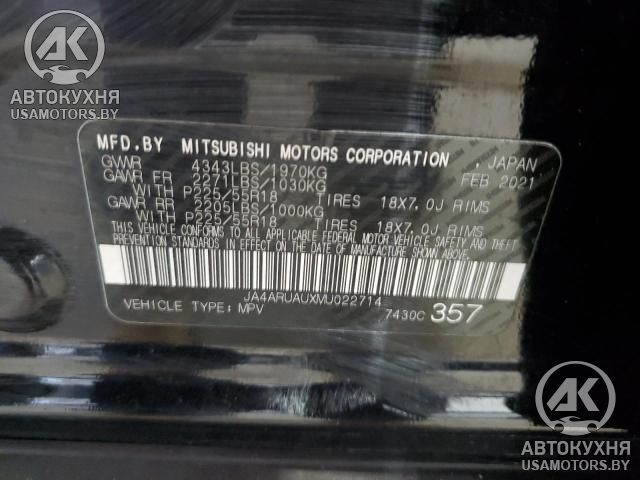 AK
АВТОКУХНЯ
USAMOTORS.BY
MFD.BY MITSUBISHI MOTORS CORPORATION . JAPAN
GVWR 4343LBS/1970KG FEB 2021
GAWR FR 2271LBS/1030KG
WITH P225/55R18 TIRES 18X7.0J RIMS
GAWR RR 2205LBS/1000KG
WITH P225/55R18 TIRES 18X7.0J RIMS
THIS VEHICLE CONFORMS TO ALL APPLICABLE FEDERAL MOTOR VEHICLE SAFETY AND THEFT
PREVENTION STANDARDS IN EFFECT ON THE DATE OF MANUFACTURE SHOWN ABOVE.
JA4ARUAUXMU022714
VEHICLE TYPE: MPV 7430C 357
AK
АВТОКУХНЯ
USAMOTORS.BY